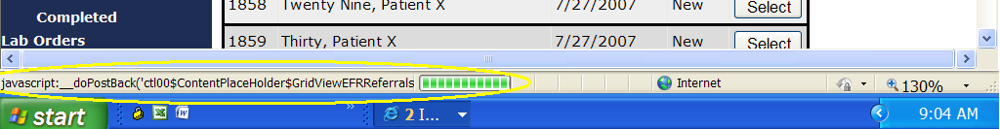 Completed
1858 Twenty Nine, Patient X 7/27/2007 New Select
Lab Orders
1859 Thirty, Patient X 7/27/2007 New Select
javascript:__doPostBack('ctl00$ContentPlaceHolder$GridViewEFRReferrals
Internet
130%
start
2 I...
9:04 AM